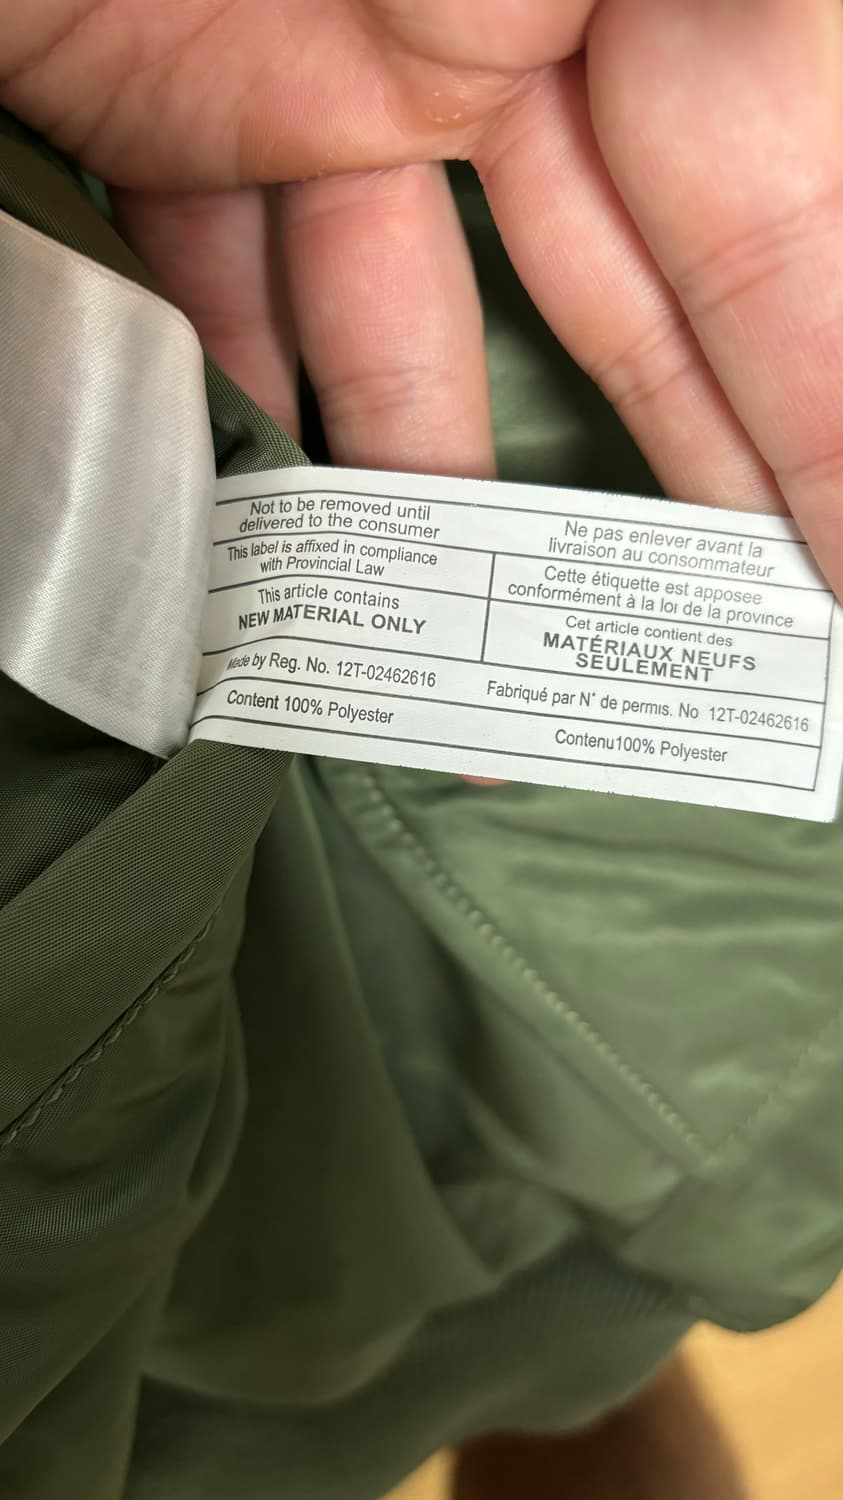 Not to be removed until
delivered to the consumer
This label is affixed in compliance
with Provincial Law
This article contains
NEW MATERIAL ONLY
Made by Reg. No. 12T-02462616
Content 100% Polyester
Ne pas enlever avant la
livraison au consommateur
Cette étiquette est apposee
conformément à la loi de la province
Cet article contient des
MATÉRIAUX NEUFS
SEULEMENT
Fabriqué par N° de permis. No 12T-02462616
Contenu100% Polyester